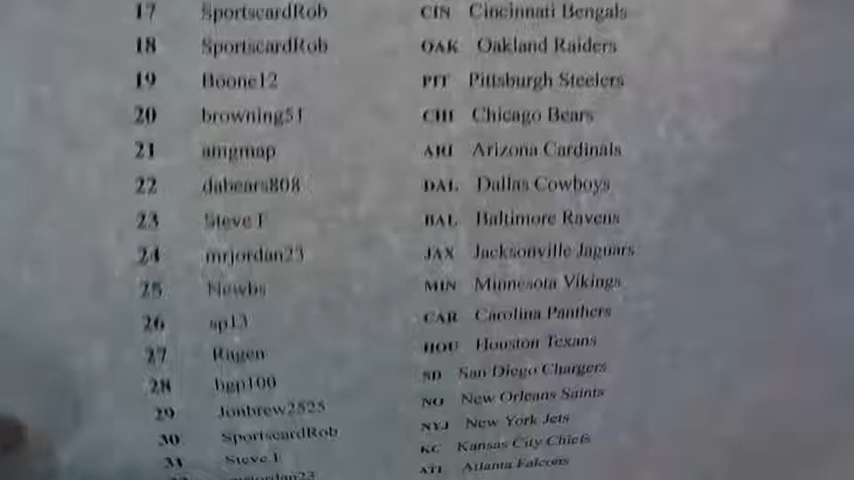 17 SportscardRob CIN Cincinnati Bengals
18 SportscardRob OAK Oakland Raiders
19 Boone12 PIT Pittsburgh Steelers
20 browning51 CHI Chicago Bears
21 amgmap ARI Arizona Cardinals
22 dabears808 DAL Dallas Cowboys
23 Steve F BAL Baltimore Ravens
24 mrjordan23 JAX Jacksonville Jaguars
25 Newbs MIN Minnesota Vikings
26 sp13 CAR Carolina Panthers
27 HOU Houston Texans
28 bgp100 SD San Diego Chargers
29 Jonbrew2525 NO New Orleans Saints
30 SportscardRob NYJ New York Jets
31 Steve F KC Kansas City Chiefs
mrjordan23 ATL Atlanta Falcons